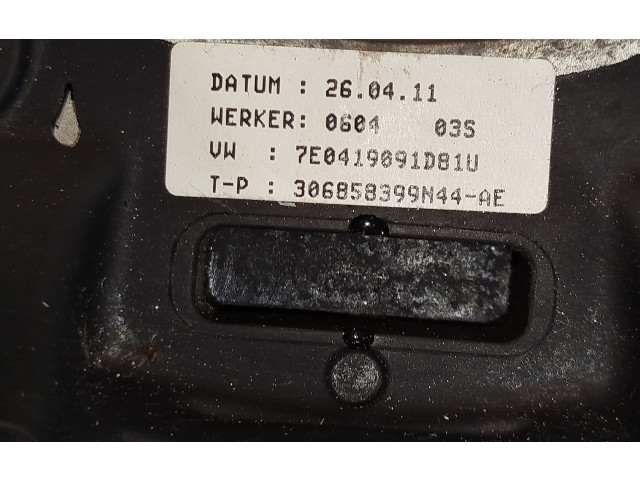 DATUM : 26.04.11
WERKER: 0604 03S
VW : 7E0419091D81U
T-P : 306858399N44-AE